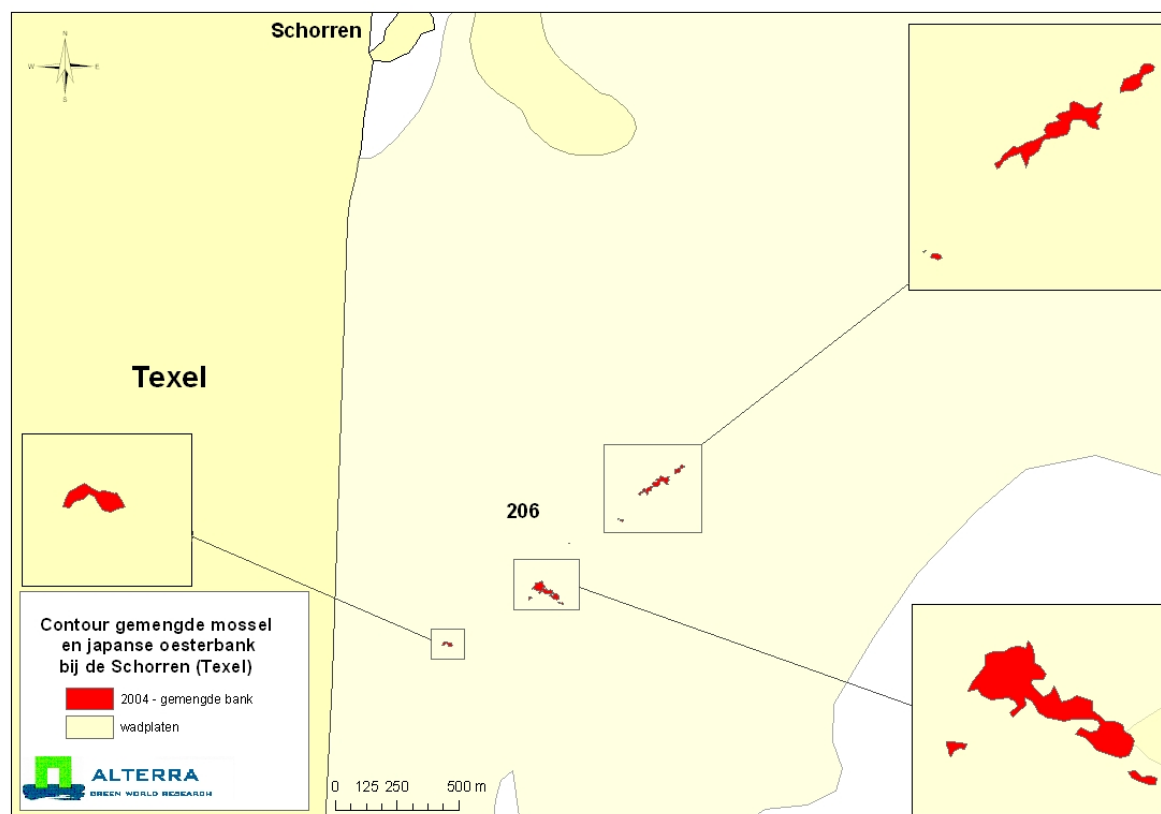 Schorren
N
W
E
S
Texel
206
Contour gemengde mossel
en japanse oesterbank
bij de Schorren (Texel)
2004 - gemengde bank
wadplaten
ALTERRA
GREEN WORLD RESEARCH
0 125 250 500 m